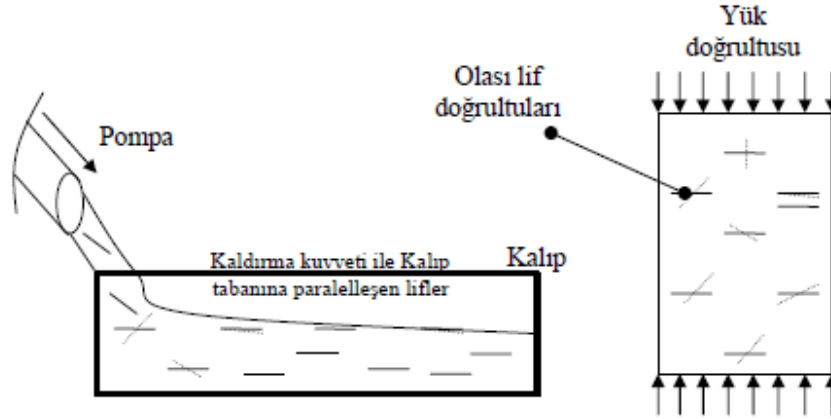 Yük
doğrultusu
Olası lif
doğrultuları
Pompa
Kaldırma kuvveti ile Kalıp
tabanına paralelleşen lifler
Kalıp